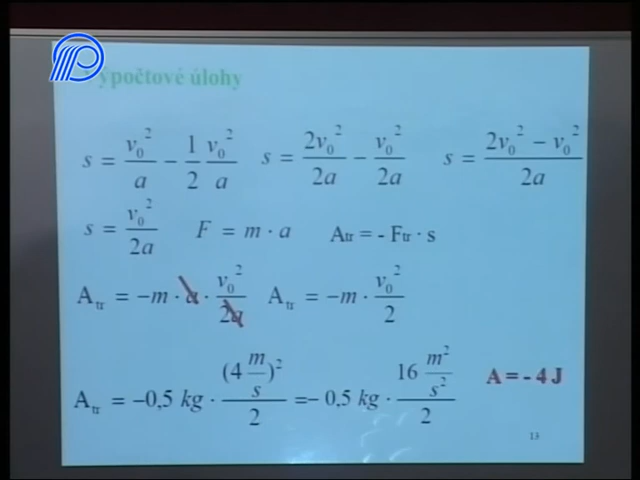 ýpočtové úlohy
s = v₀²/a − 1/2 v₀²/a   s = 2v₀²/2a − v₀²/2a   s = (2v₀² − v₀²)/2a
s = v₀²/2a   F = m · a   Atr = - Ftr · s
Atr = −m · a · v₀²/2a   Atr = −m · v₀²/2
Atr = −0,5 kg · (4 m/s)²/2 = − 0,5 kg · 16 m²/s²/2   A = - 4 J
13